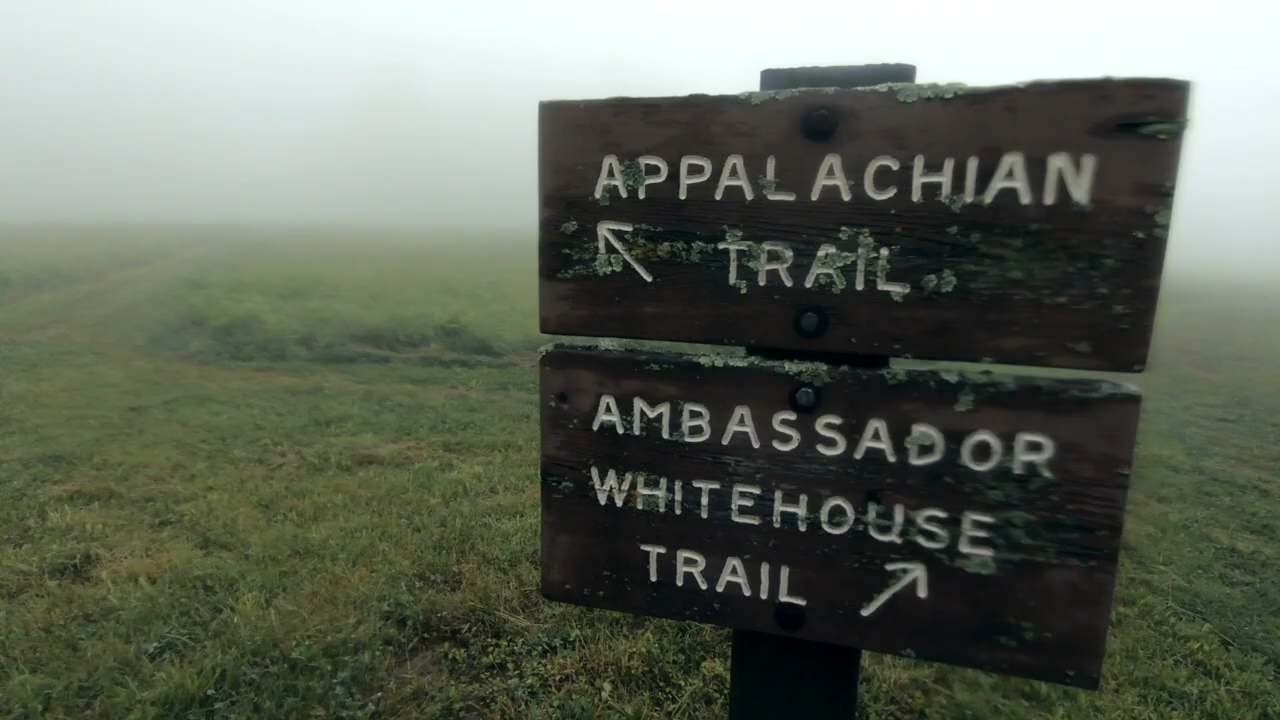 APPALACHIAN
TRAIL
AMBASSADOR
WHITEHOUSE
TRAIL